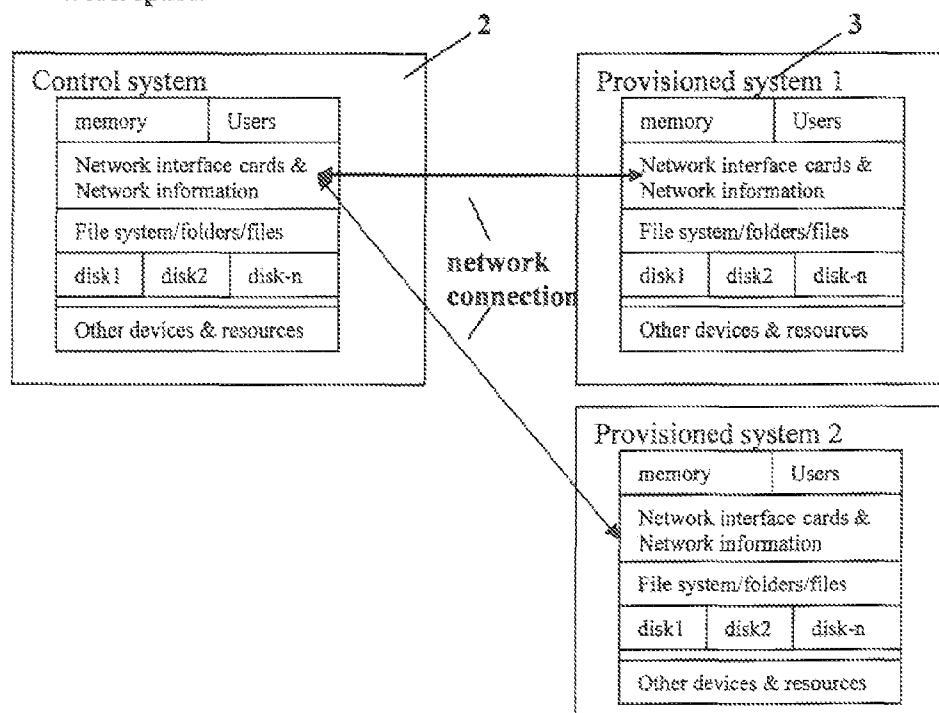 2
3
Control system
memory Users
Network interface cards &
Network information
File system/folders/files
disk1 disk2 disk-n
Other devices & resources
network
connection
Provisioned system 1
memory Users
Network interface cards &
Network information
File system/folders/files
disk1 disk2 disk-n
Other devices & resources
Provisioned system 2
memory Users
Network interface cards &
Network information
File system/folders/files
disk1 disk2 disk-n
Other devices & resources